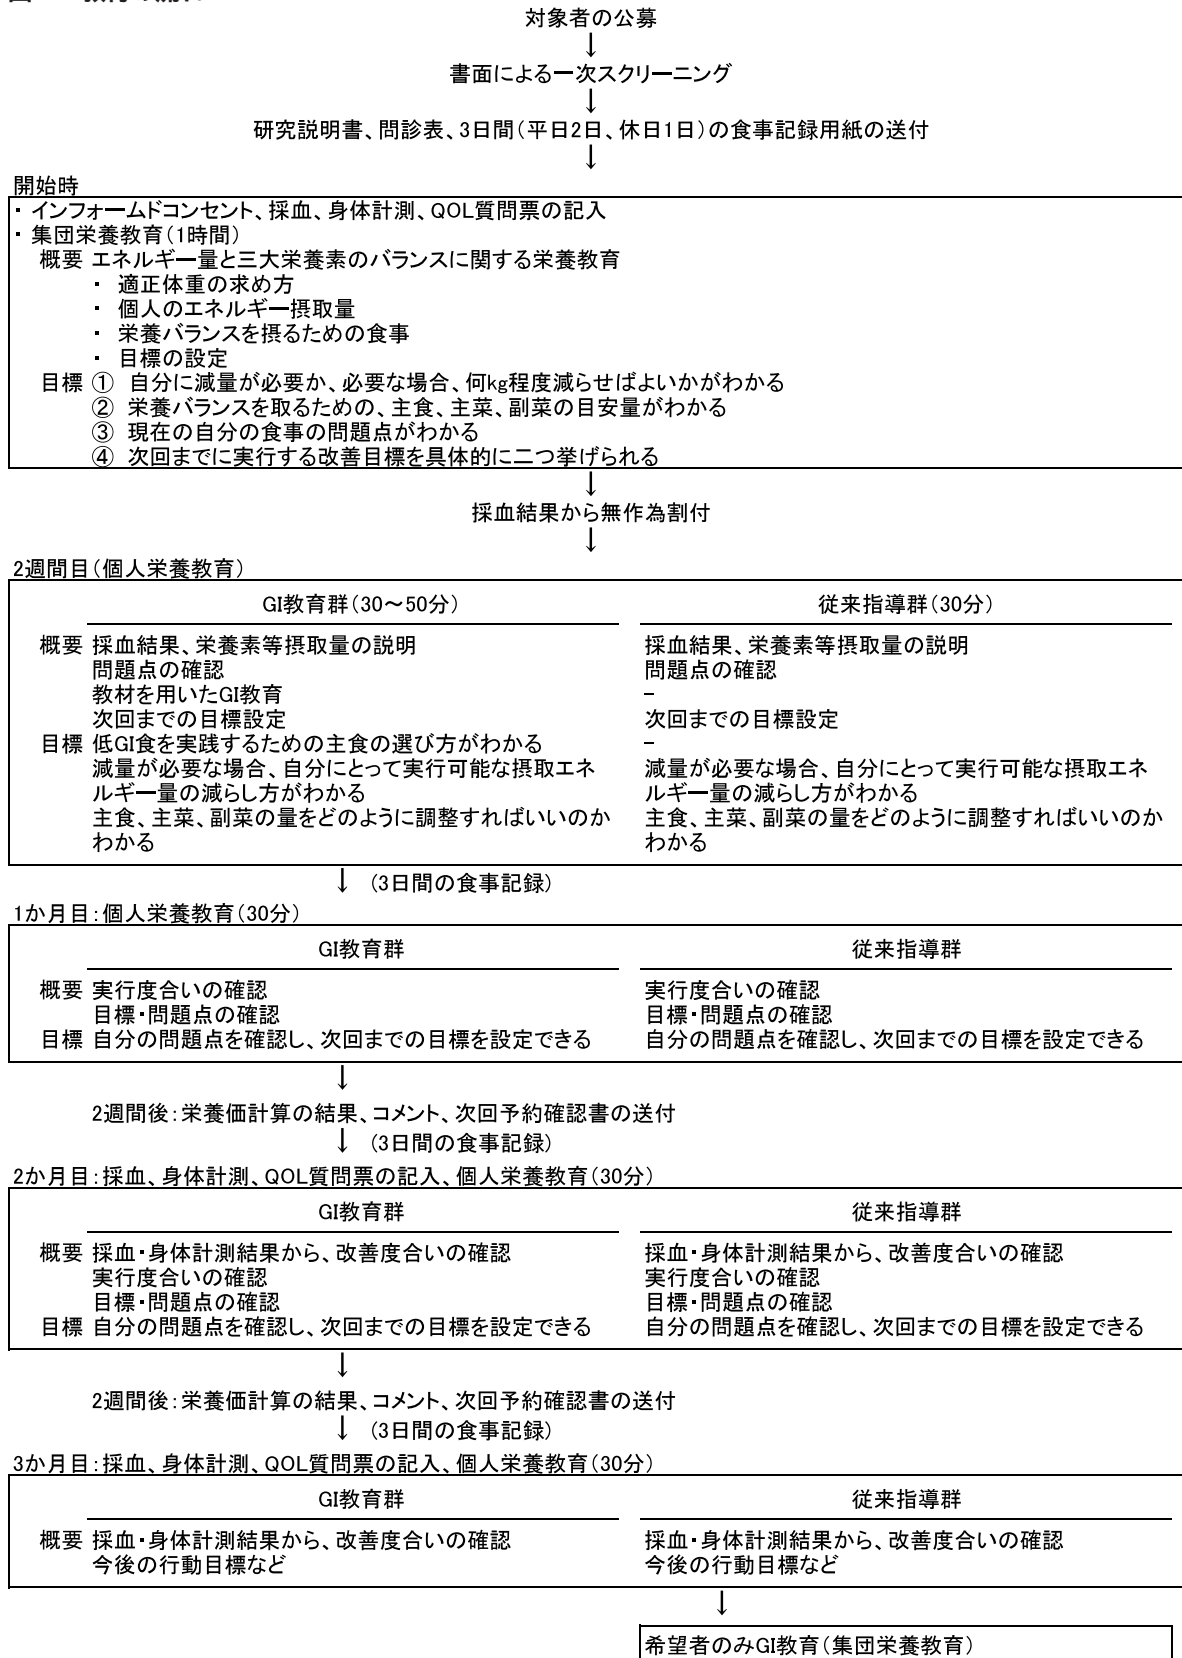 対象者の公募
↓
書面による一次スクリーニング
↓
研究説明書、問診表、3日間(平日2日、休日1日)の食事記録用紙の送付
↓
開始時
・インフォームドコンセント、採血、身体計測、QOL質問票の記入
・集団栄養教育(1時間)
概要 エネルギー量と三大栄養素のバランスに関する栄養教育
・ 適正体重の求め方
・ 個人のエネルギー摂取量
・ 栄養バランスを摂るための食事
・ 目標の設定
目標 ① 自分に減量が必要か、必要な場合、何kg程度減らせばよいかがわかる
② 栄養バランスを取るための、主食、主菜、副菜の目安量がわかる
③ 現在の自分の食事の問題点がわかる
④ 次回までに実行する改善目標を具体的に二つ挙げられる
↓
採血結果から無作為割付
↓
2週間目(個人栄養教育)
GI教育群(30~50分) 従来指導群(30分)
概要 採血結果、栄養素等摂取量の説明 採血結果、栄養素等摂取量の説明
問題点の確認 問題点の確認
教材を用いたGI教育 −
次回までの目標設定 次回までの目標設定
目標 低GI食を実践するための主食の選び方がわかる −
減量が必要な場合、自分にとって実行可能な摂取エネ 減量が必要な場合、自分にとって実行可能な摂取エネ
ルギー量の減らし方がわかる ルギー量の減らし方がわかる
主食、主菜、副菜の量をどのように調整すればいいのか 主食、主菜、副菜の量をどのように調整すればいいのか
わかる わかる
↓ (3日間の食事記録)
1か月目:個人栄養教育(30分)
GI教育群 従来指導群
概要 実行度合いの確認 実行度合いの確認
目標・問題点の確認 目標・問題点の確認
目標 自分の問題点を確認し、次回までの目標を設定できる 自分の問題点を確認し、次回までの目標を設定できる
↓
2週間後:栄養価計算の結果、コメント、次回予約確認書の送付
↓ (3日間の食事記録)
2か月目:採血、身体計測、QOL質問票の記入、個人栄養教育(30分)
GI教育群 従来指導群
概要 採血・身体計測結果から、改善度合いの確認 採血・身体計測結果から、改善度合いの確認
実行度合いの確認 実行度合いの確認
目標・問題点の確認 目標・問題点の確認
目標 自分の問題点を確認し、次回までの目標を設定できる 自分の問題点を確認し、次回までの目標を設定できる
↓
2週間後:栄養価計算の結果、コメント、次回予約確認書の送付
↓ (3日間の食事記録)
3か月目:採血、身体計測、QOL質問票の記入、個人栄養教育(30分)
GI教育群 従来指導群
概要 採血・身体計測結果から、改善度合いの確認 採血・身体計測結果から、改善度合いの確認
今後の行動目標など 今後の行動目標など
↓
希望者のみGI教育(集団栄養教育)